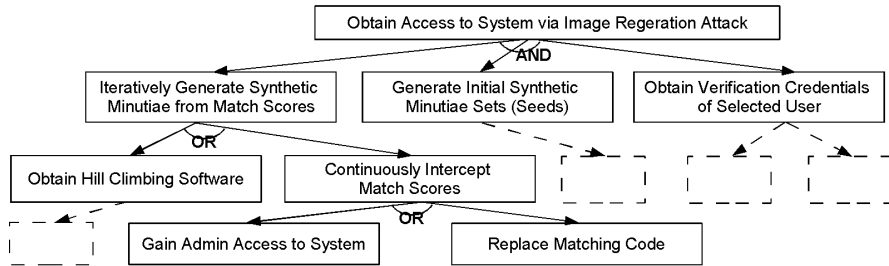 Obtain Access to System via Image Regeration Attack
AND
Iteratively Generate Synthetic
Minutiae from Match Scores
Generate Initial Synthetic
Minutiae Sets (Seeds)
Obtain Verification Credentials
of Selected User
OR
Obtain Hill Climbing Software
Continuously Intercept
Match Scores
OR
Gain Admin Access to System
Replace Matching Code